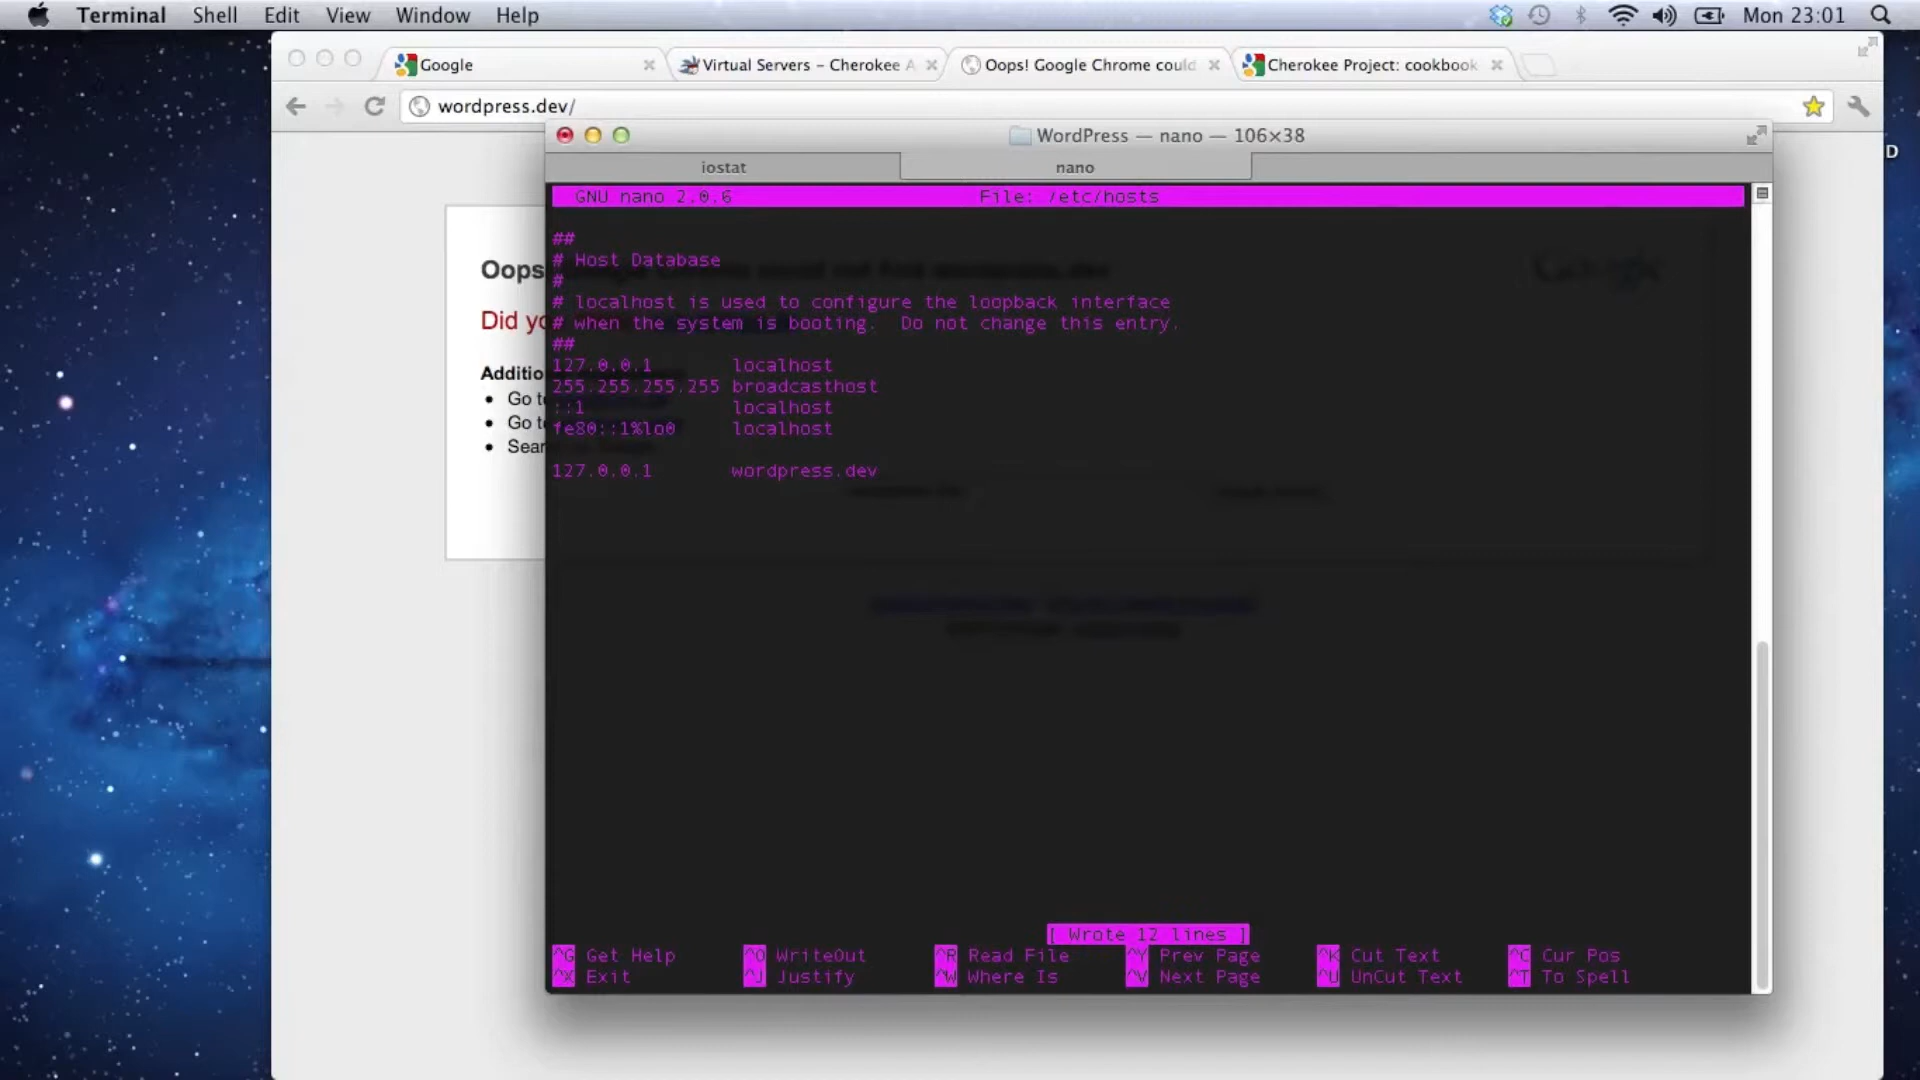 Terminal Shell Edit View Window Help Mon 23:01
Google Virtual Servers – Cherokee A Oops! Google Chrome could Cherokee Project: cookbook
wordpress.dev/
WordPress — nano — 106×38
iostat nano
GNU nano 2.0.6 File: /etc/hosts
##
# Host Database
#
# localhost is used to configure the loopback interface
# when the system is booting.  Do not change this entry.
##
127.0.0.1 localhost
255.255.255.255 broadcasthost
::1 localhost
fe80::1%lo0 localhost
127.0.0.1 wordpress.dev
[ Wrote 12 lines ]
^G Get Help ^O WriteOut ^R Read File ^Y Prev Page ^K Cut Text ^C Cur Pos
^X Exit ^J Justify ^W Where Is ^V Next Page ^U UnCut Text ^T To Spell
Oops
Did yo
Additio
Go t
Go t
Sear
D